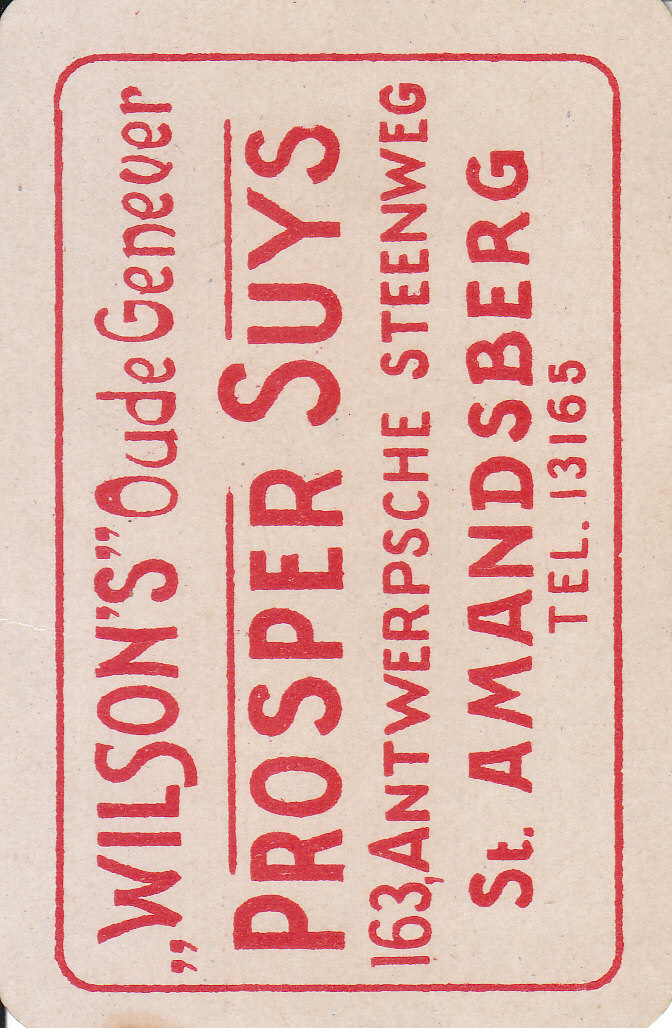 „WILSON'S” Oude Genever
PROSPER SUYS
163, ANTWERPSCHE STEENWEG
St. AMANDSBERG
TEL. 13165